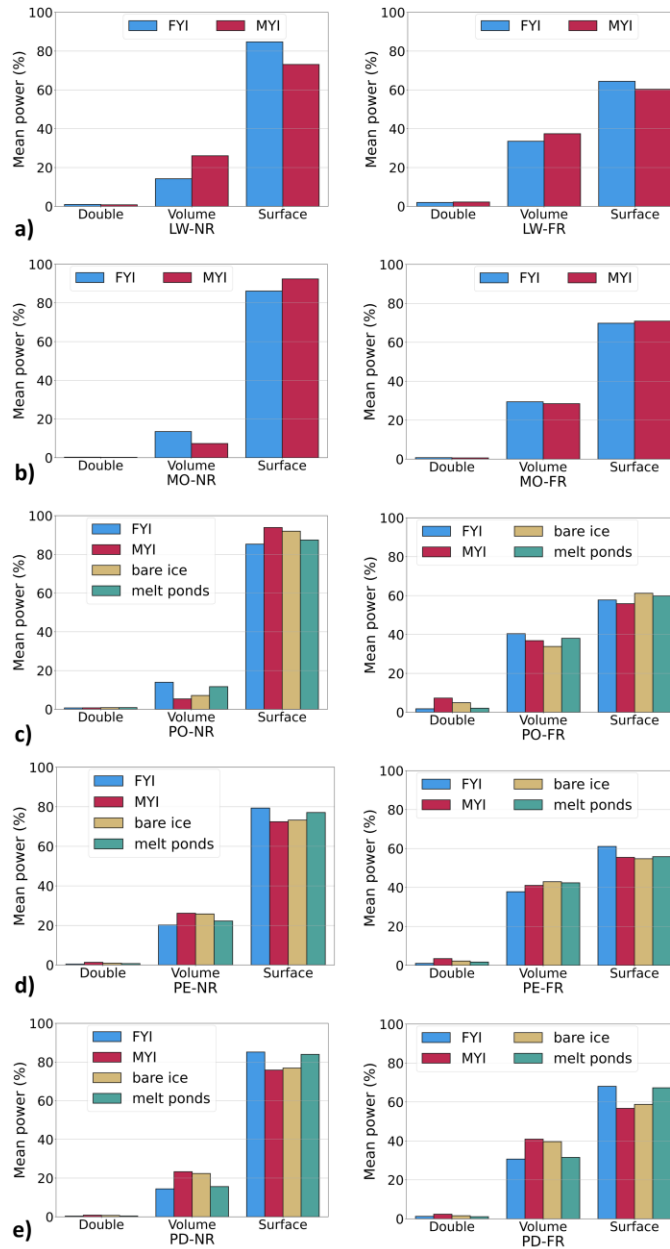 FYI MYI
Mean power (%)
100
80
60
40
20
0
Double Volume Surface
LW-NR
a)
FYI MYI
Mean power (%)
100
80
60
40
20
0
Double Volume Surface
LW-FR
FYI MYI
Mean power (%)
100
80
60
40
20
0
Double Volume Surface
MO-NR
b)
FYI MYI
Mean power (%)
100
80
60
40
20
0
Double Volume Surface
MO-FR
FYI
MYI
bare ice
melt ponds
Mean power (%)
100
80
60
40
20
0
Double Volume Surface
PO-NR
c)
FYI bare ice
MYI melt ponds
Mean power (%)
100
80
60
40
20
0
Double Volume Surface
PO-FR
FYI
MYI
bare ice
melt ponds
Mean power (%)
100
80
60
40
20
0
Double Volume Surface
PE-NR
d)
FYI bare ice
MYI melt ponds
Mean power (%)
100
80
60
40
20
0
Double Volume Surface
PE-FR
FYI
MYI
bare ice
melt ponds
Mean power (%)
100
80
60
40
20
0
Double Volume Surface
PD-NR
e)
FYI bare ice
MYI melt ponds
Mean power (%)
100
80
60
40
20
0
Double Volume Surface
PD-FR